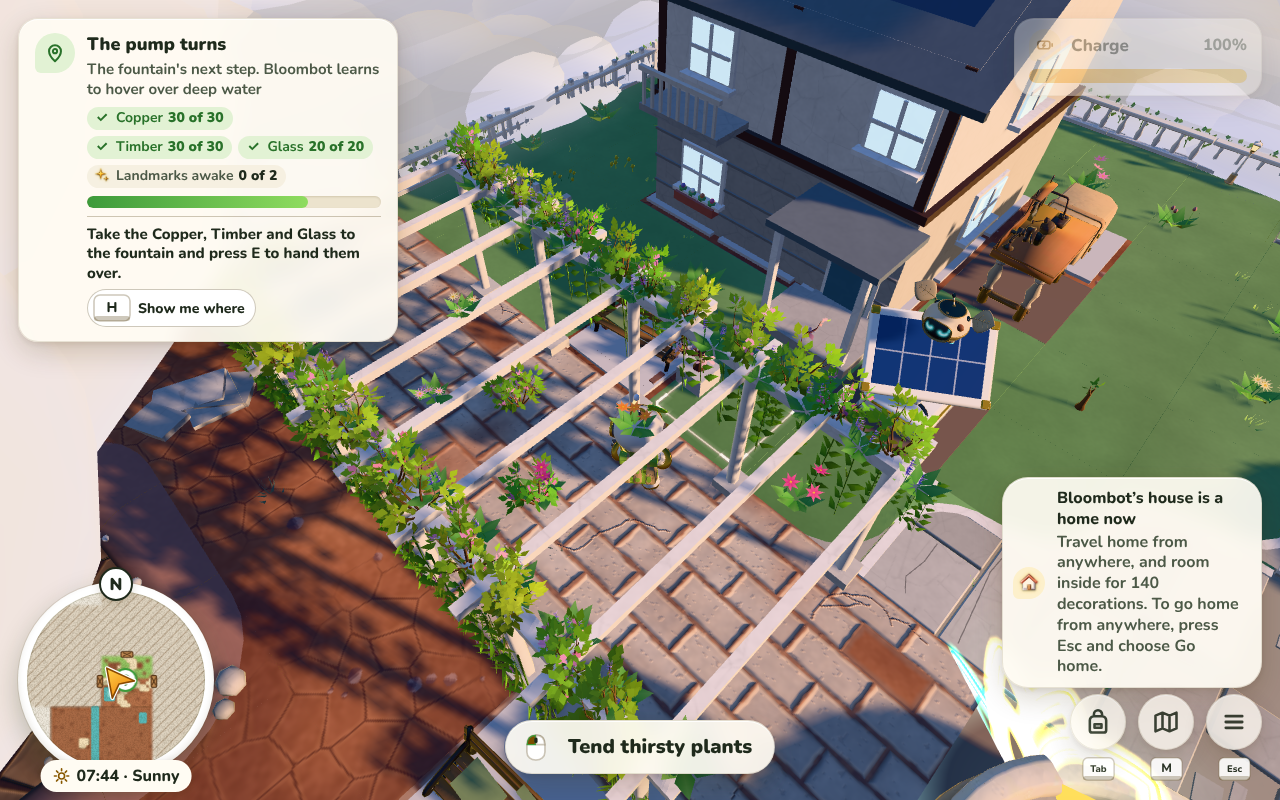 The pump turns
The fountain's next step. Bloombot learns
to hover over deep water
Copper 30 of 30
Timber 30 of 30
Glass 20 of 20
Landmarks awake 0 of 2
Take the Copper, Timber and Glass to
the fountain and press E to hand them
over.
H Show me where
Charge 100%
Bloombot's house is a
home now
Travel home from
anywhere, and room
inside for 140
decorations. To go home
from anywhere, press
Esc and choose Go
home.
N
07:44 · Sunny
Tend thirsty plants
Tab
M
Esc